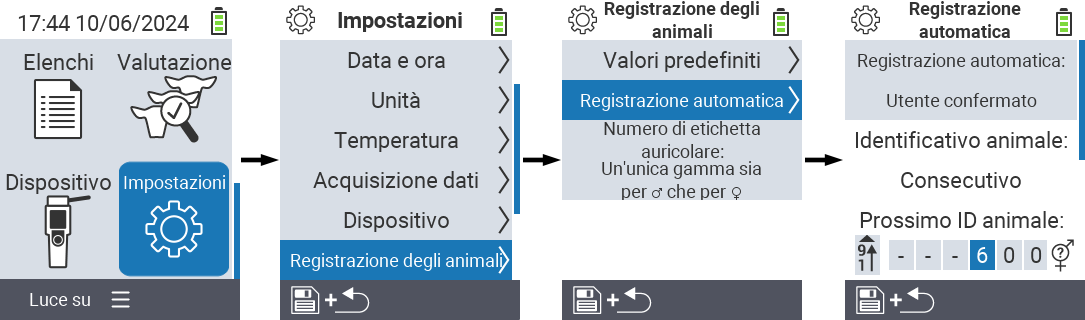 17:44 10/06/2024
Elenchi
Valutazione
Dispositivo
Impostazioni
Luce su
Impostazioni
Data e ora
Unità
Temperatura
Acquisizione dati
Dispositivo
Registrazione degli animali
+
Registrazione degli
animali
Valori predefiniti
Registrazione automatica
Numero di etichetta
auricolare:
Un'unica gamma sia
per ♂ che per ♀
+
Registrazione
automatica
Registrazione automatica:
Utente confermato
Identificativo animale:
Consecutivo
Prossimo ID animale:
9
1
- - - 6 0 0
?
+